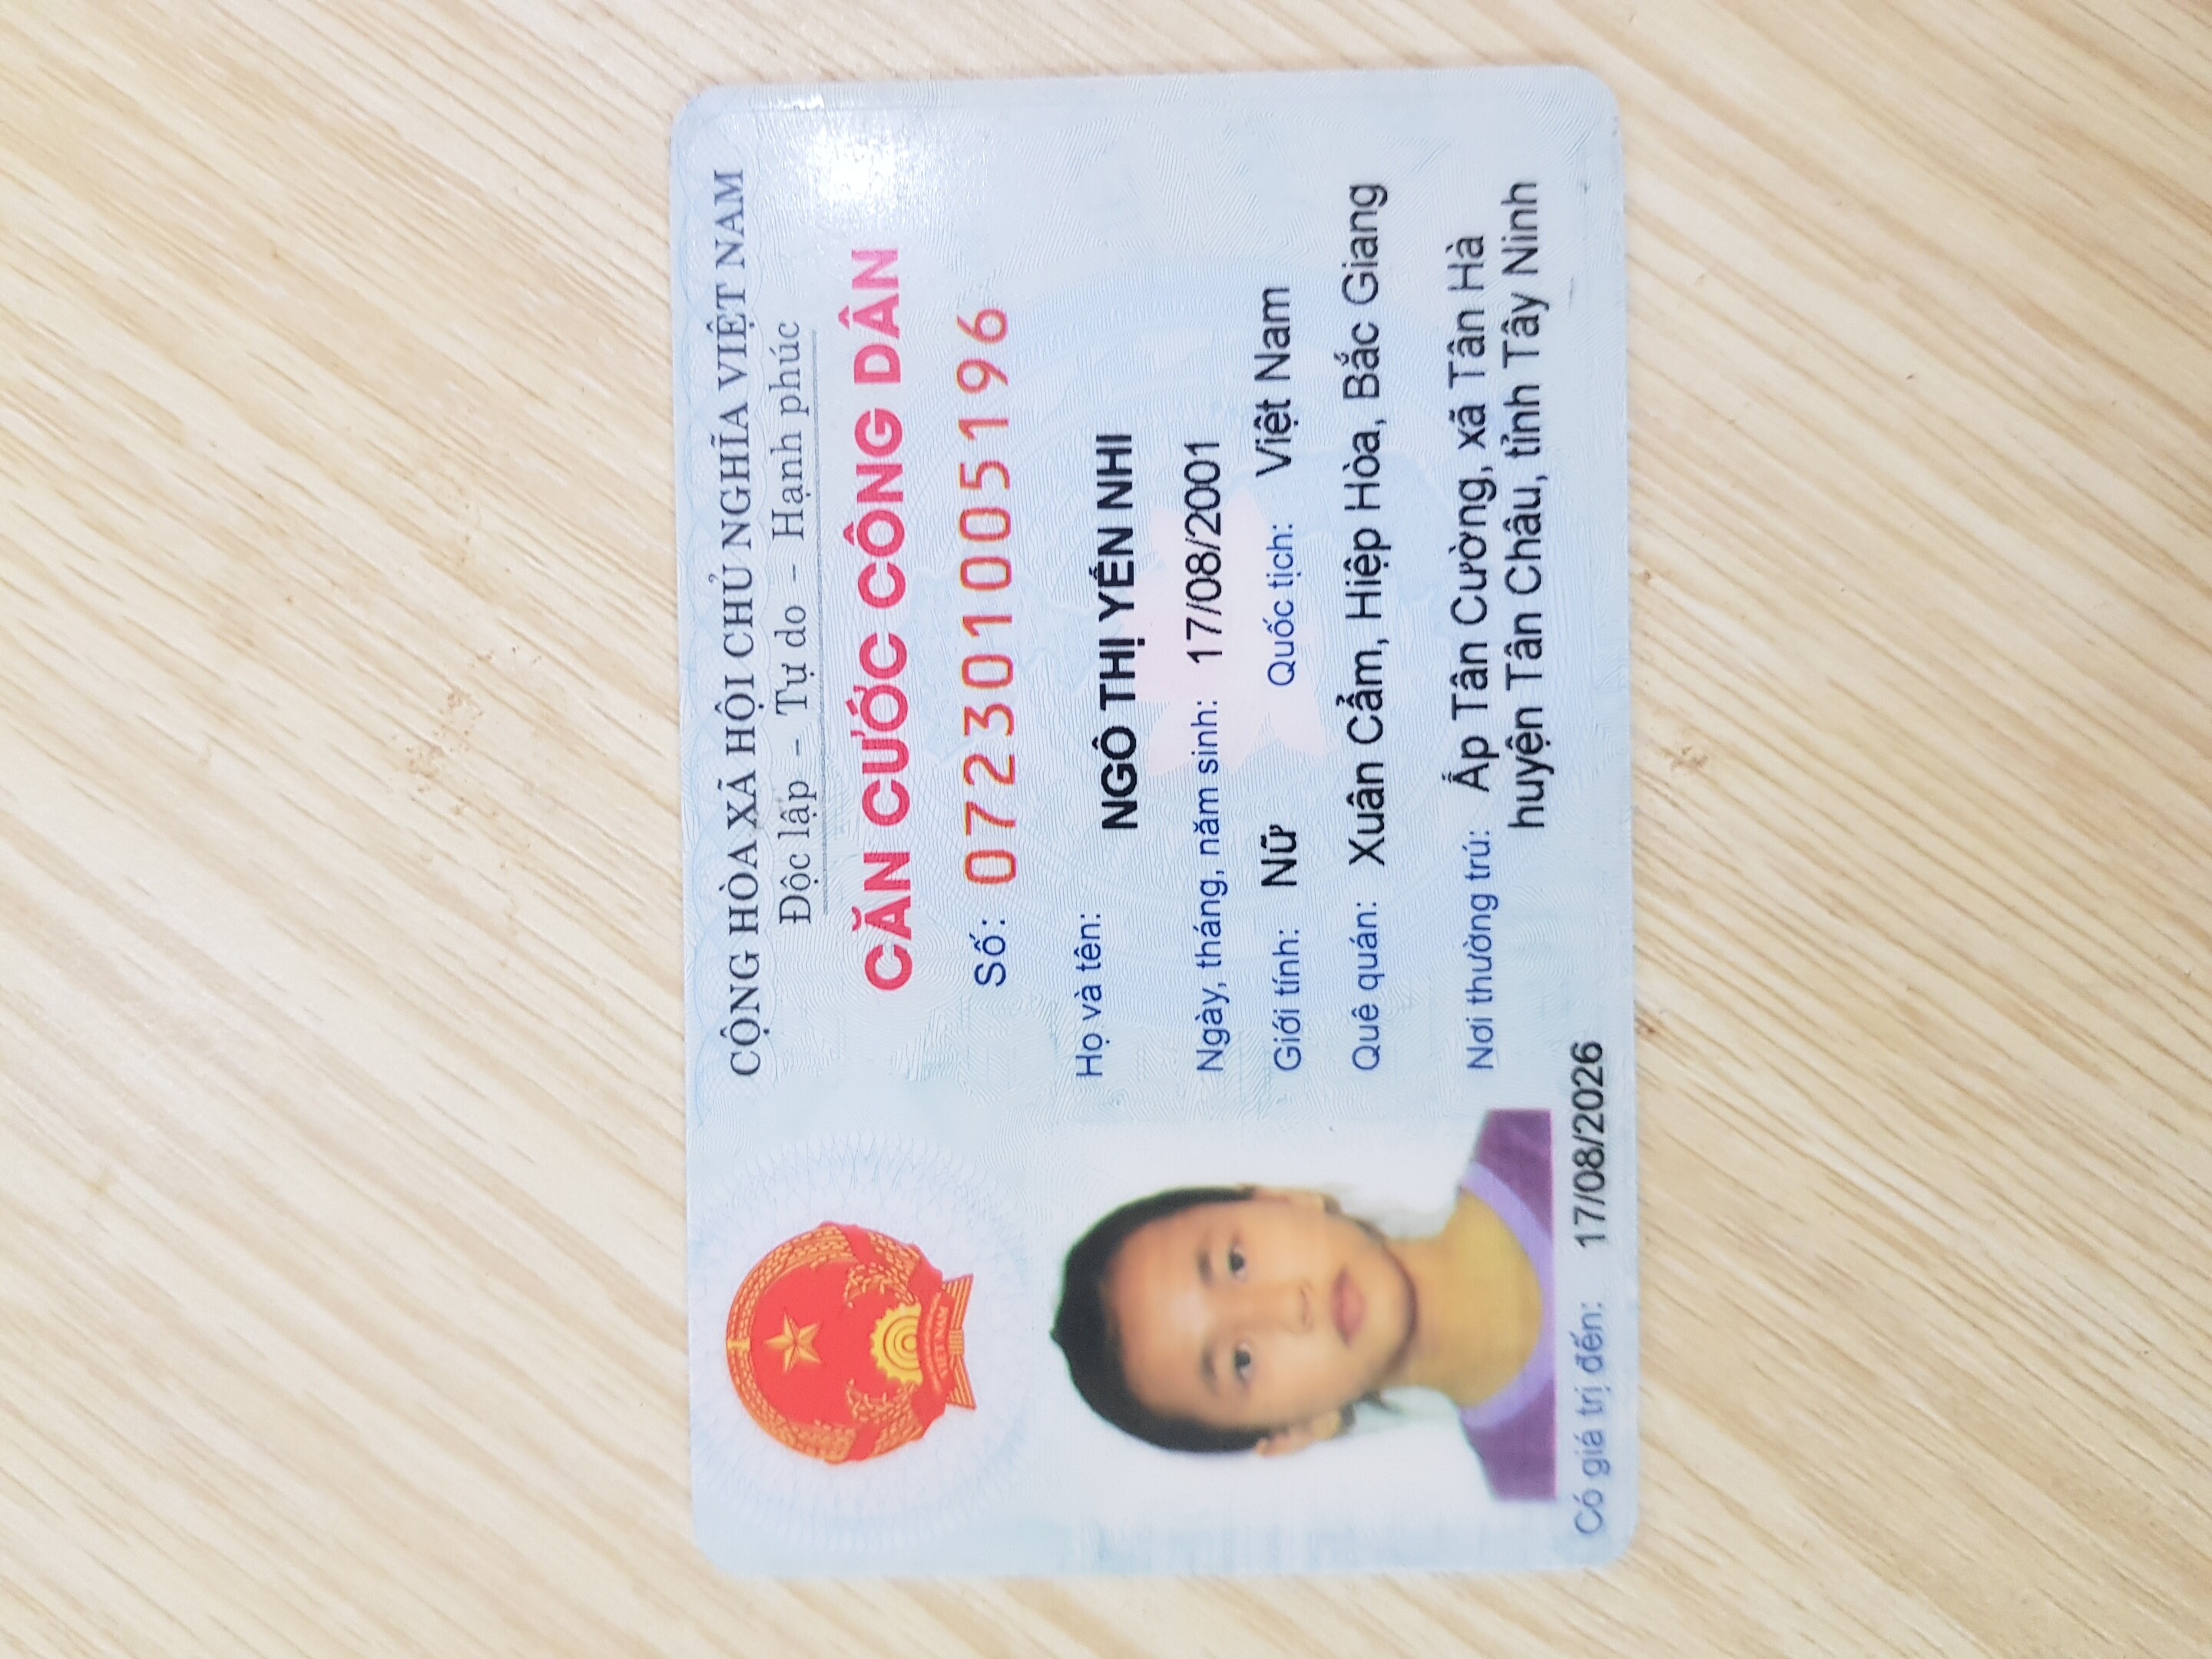 CỘNG HÒA XÃ HỘI CHỦ NGHĨA VIỆT NAM
Độc lập - Tự do - Hạnh phúc
CĂN CƯỚC CÔNG DÂN
Số: 072301005196
Họ và tên:
NGÔ THỊ YẾN NHI
Ngày, tháng, năm sinh: 17/08/2001
Giới tính: Nữ Quốc tịch: Việt Nam
Quê quán: Xuân Cẩm, Hiệp Hòa, Bắc Giang
Nơi thường trú: Ấp Tân Cường, xã Tân Hà
huyện Tân Châu, tỉnh Tây Ninh
Có giá trị đến: 17/08/2026